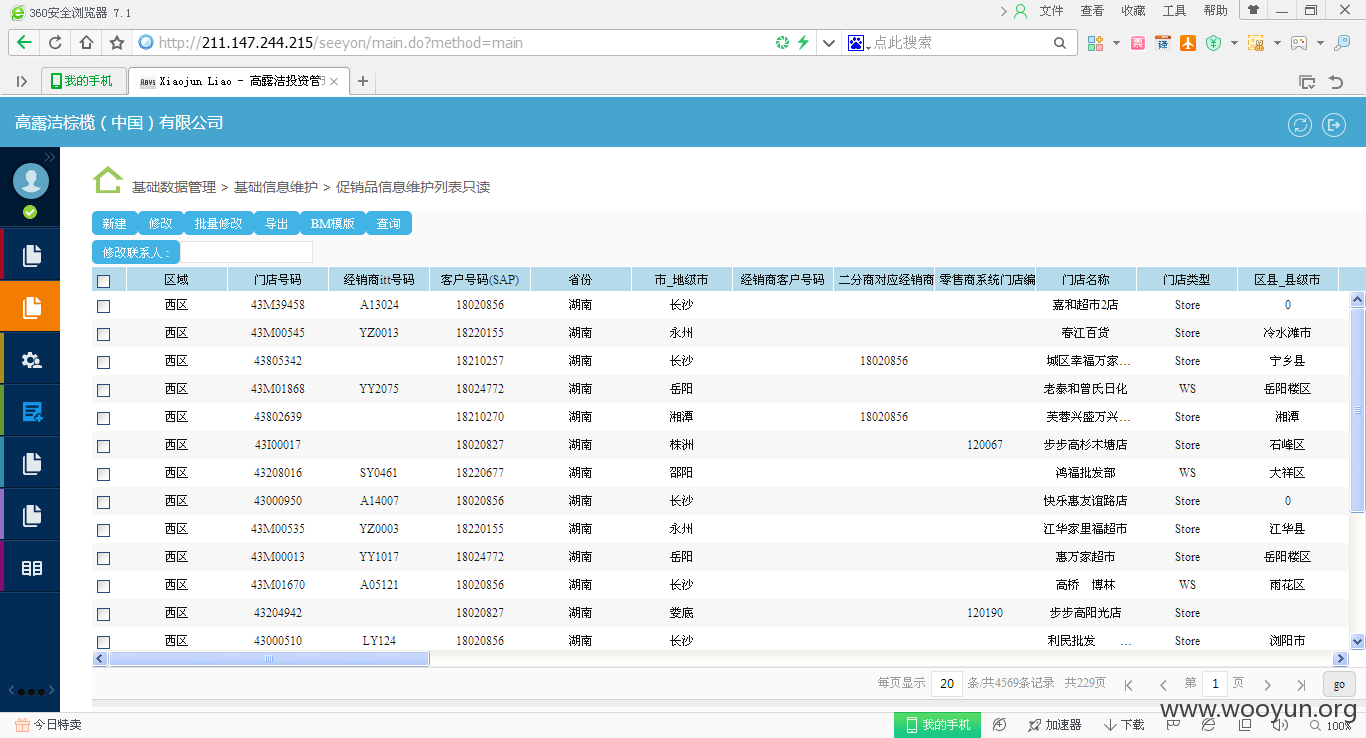 360安全浏览器 7.1 文件 查看 收藏 工具 帮助
http://211.147.244.215/seeyon/main.do?method=main 点此搜索
我的手机 Xiaojun Liao - 高露洁投资管
高露洁棕榄（中国）有限公司
基础数据管理 > 基础信息维护 > 促销品信息维护列表只读
新建 修改 批量修改 导出 BM模版 查询
修改联系人：
区域 门店号码 经销商itt号码 客户号码(SAP) 省份 市_地级市 经销商客户号码 二分商对应经销商 零售商系统门店编 门店名称 门店类型 区县_县级市
西区 43M39458 A13024 18020856 湖南 长沙 嘉和超市2店 Store 0
西区 43M00545 YZ0013 18220155 湖南 永州 春江百货 Store 冷水滩市
西区 43805342 18210257 湖南 长沙 18020856 城区幸福万家... Store 宁乡县
西区 43M01868 YY2075 18024772 湖南 岳阳 老泰和曾氏日化 WS 岳阳楼区
西区 43802639 18210270 湖南 湘潭 18020856 芙蓉兴盛万兴... Store 湘潭
西区 43I00017 18020827 湖南 株洲 120067 步步高杉木塘店 Store 石峰区
西区 43208016 SY0461 18220677 湖南 邵阳 鸿福批发部 WS 大祥区
西区 43000950 A14007 18020856 湖南 长沙 快乐惠友谊路店 Store 0
西区 43M00535 YZ0003 18220155 湖南 永州 江华家里福超市 Store 江华县
西区 43M00013 YY1017 18024772 湖南 岳阳 惠万家超市 Store 岳阳楼区
西区 43M01670 A05121 18020856 湖南 长沙 高桥 博林 WS 雨花区
西区 43204942 18020827 湖南 娄底 120190 步步高阳光店 Store
西区 43000510 LY124 18020856 湖南 长沙 利民批发 ... Store 浏阳市
每页显示 20 条/共4569条记录 共229页 第 1 页 go
www.wooyun.org
今日特卖 我的手机 加速器 下载 100%